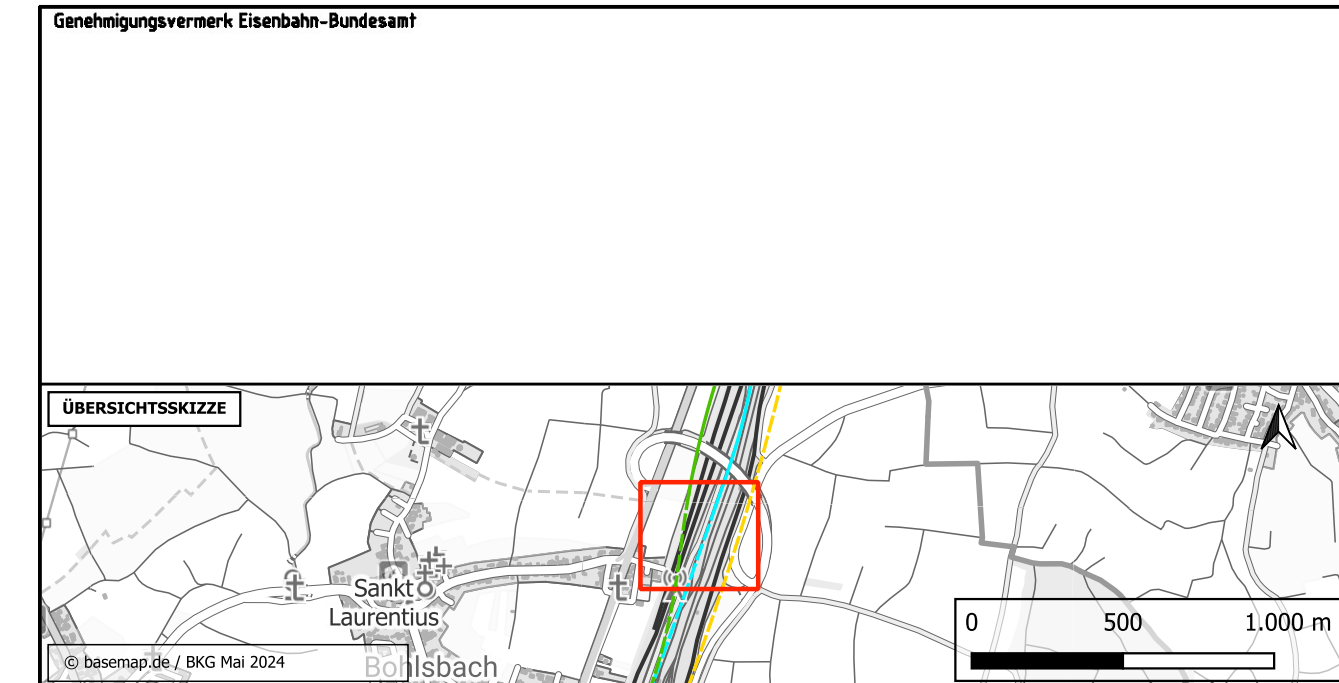 Genehmigungsvermerk Eisenbahn-Bundesamt
ÜBERSICHTSSKIZZE
Sankt
Laurentius
0 500 1.000 m
© basemap.de / BKG Mai 2024
Bohlsbach